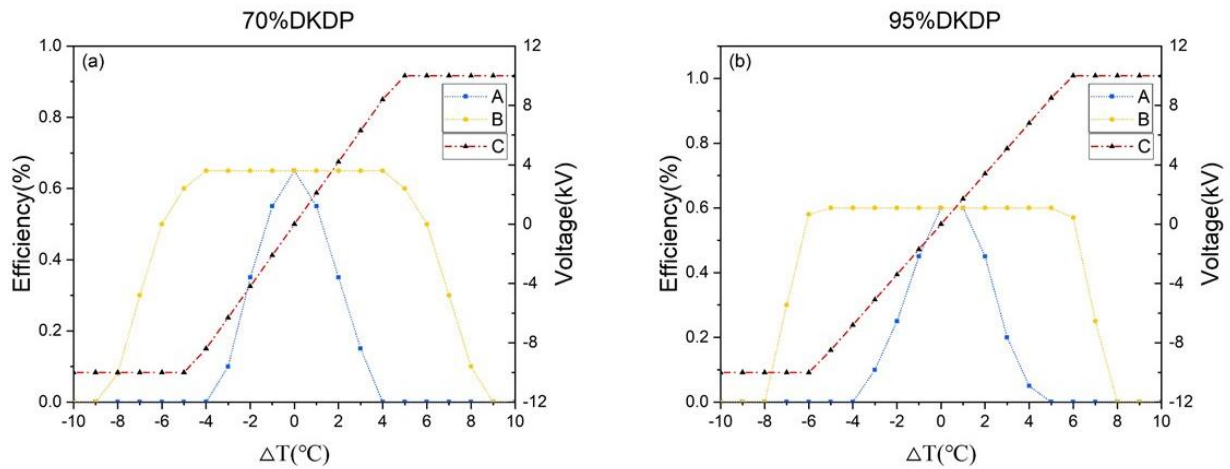 70%DKDP
(a)
1.0
0.8
0.6
0.4
0.2
0.0
Efficiency(%)
12
8
4
0
-4
-8
-12
Voltage(kV)
A
B
C
-10 -8 -6 -4 -2 0 2 4 6 8 10
△T(℃)
95%DKDP
(b)
1.0
0.8
0.6
0.4
0.2
0.0
Efficiency(%)
12
8
4
0
-4
-8
-12
Voltage(kV)
A
B
C
-10 -8 -6 -4 -2 0 2 4 6 8 10
△T(℃)